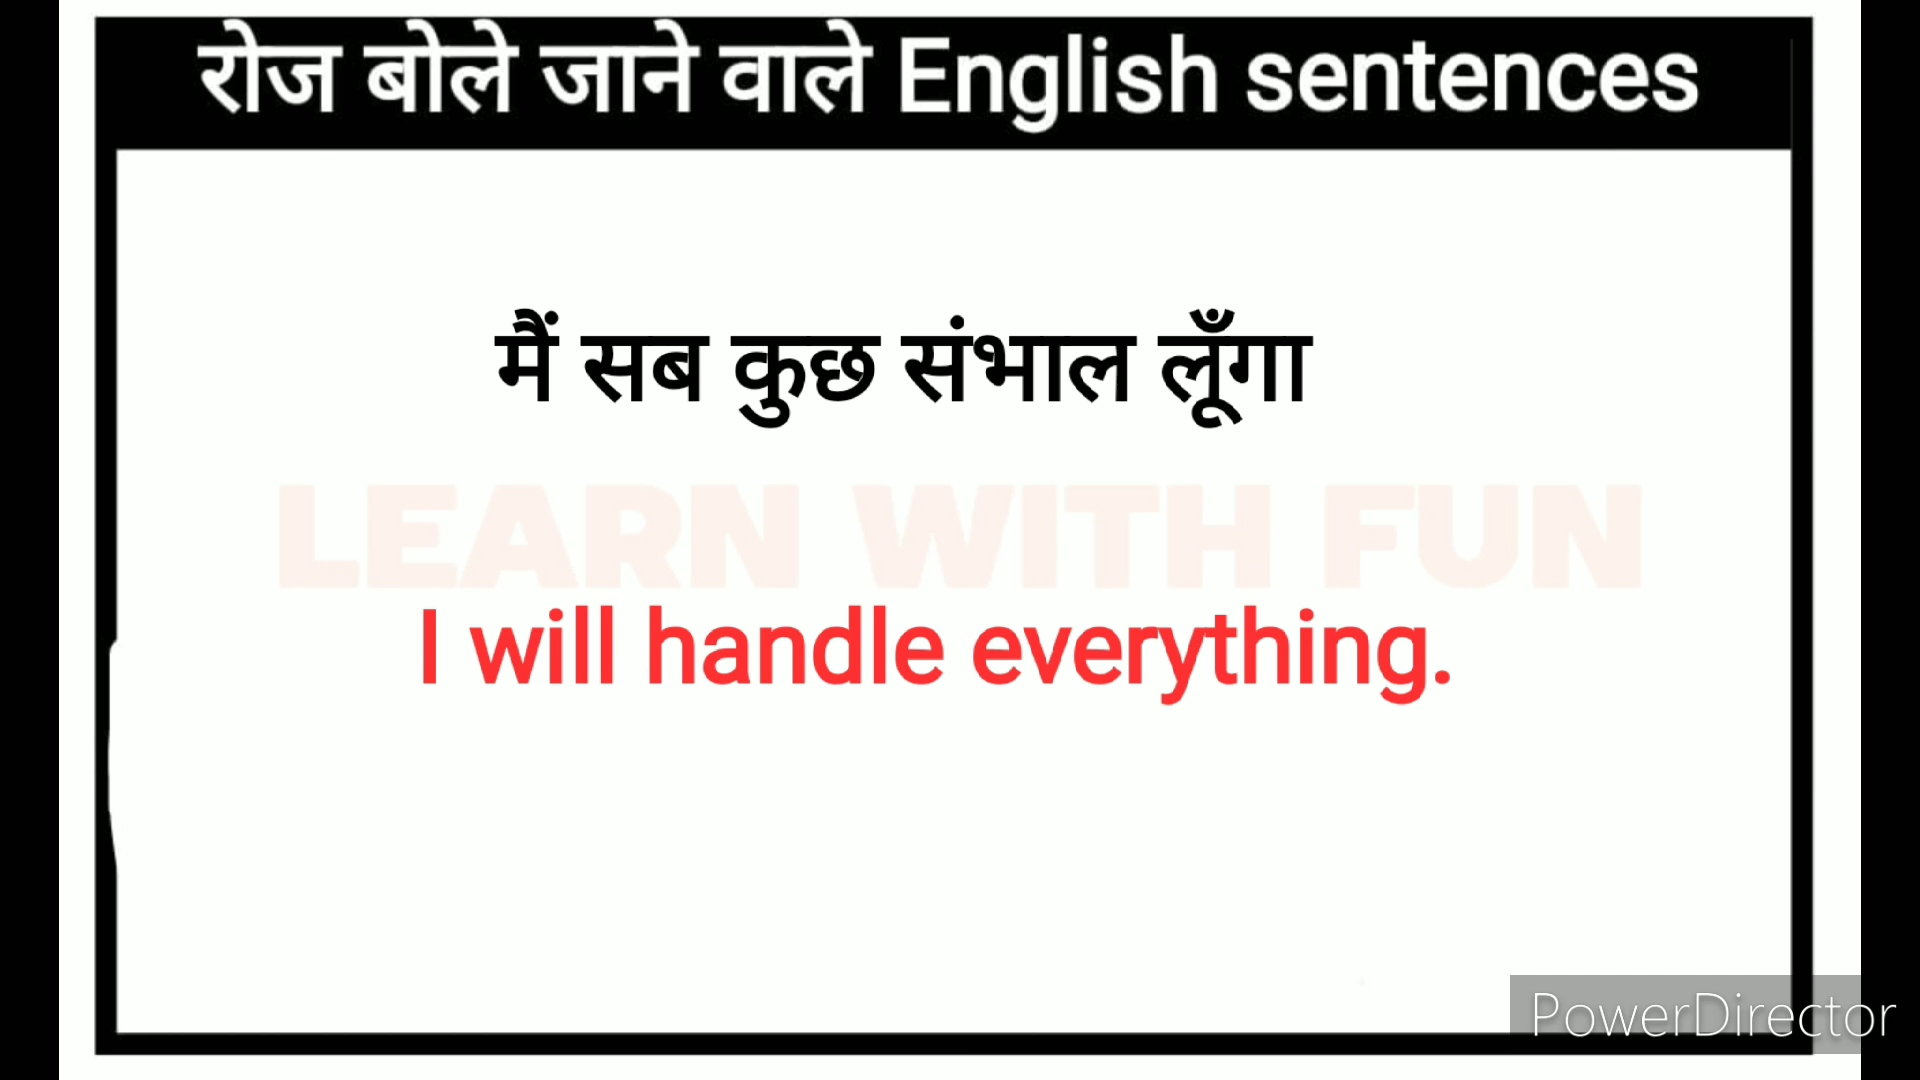 रोज बोले जाने वाले English sentences
मैं सब कुछ संभाल लूँगा
LEARN WITH FUN
I will handle everything.
PowerDirector